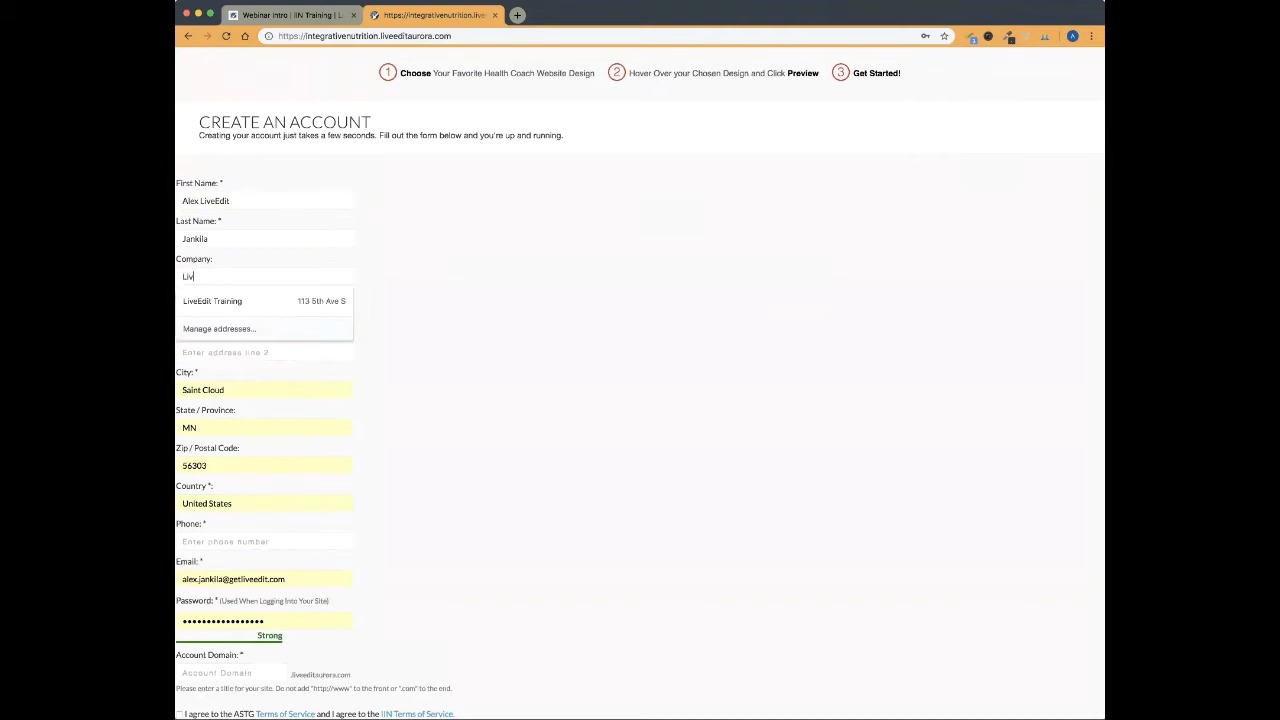 Webinar Intro | IIN Training | L
https://integrativenutrition.live
https://integrativenutrition.liveeditaurora.com
1 Choose Your Favorite Health Coach Website Design 2 Hover Over your Chosen Design and Click Preview 3 Get Started!
CREATE AN ACCOUNT
Creating your account just takes a few seconds. Fill out the form below and you're up and running.
First Name: *
Alex LiveEdit
Last Name: *
Jankila
Company:
Liv
LiveEdit Training 113 5th Ave S
Manage addresses...
Enter address line 2
City: *
Saint Cloud
State / Province:
MN
Zip / Postal Code:
56303
Country *:
United States
Phone: *
Enter phone number
Email: *
alex.jankila@getliveedit.com
Password: * (Used When Logging Into Your Site)
•••••••••••••••••
Strong
Account Domain: *
Account Domain .liveeditaurora.com
Please enter a title for your site. Do not add "http://www" to the front or ".com" to the end.
I agree to the ASTG Terms of Service and I agree to the IIN Terms of Service.